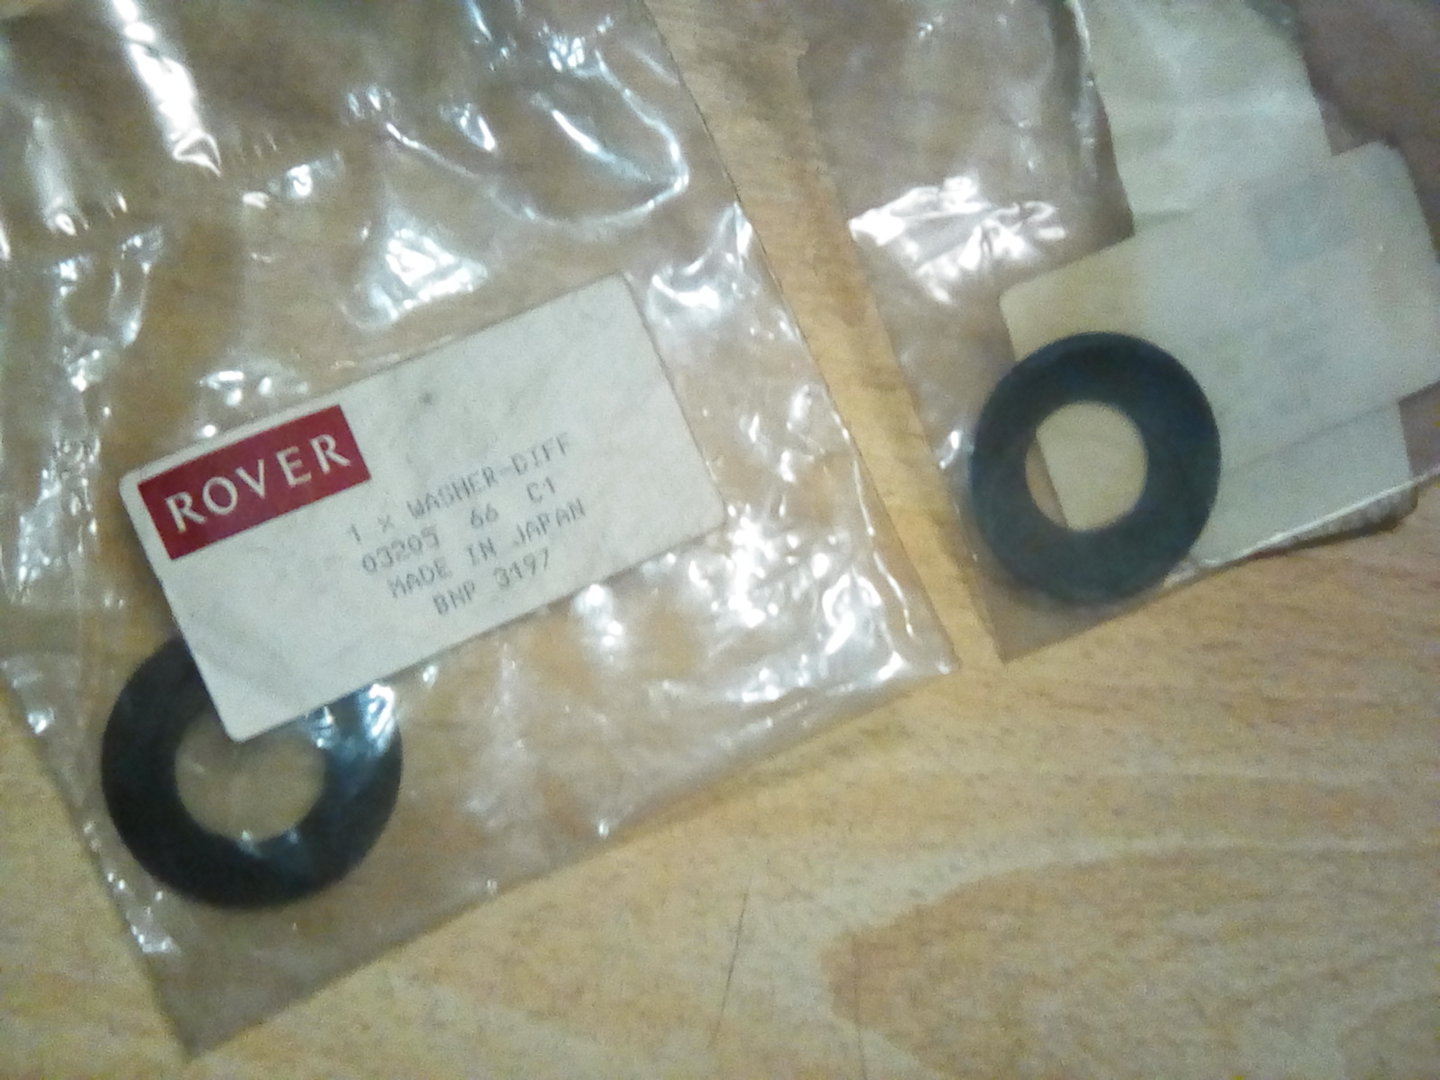 ROVER
1 X WASHER-DIFF
03205 66 C1
MADE IN JAPAN
BNP 3197